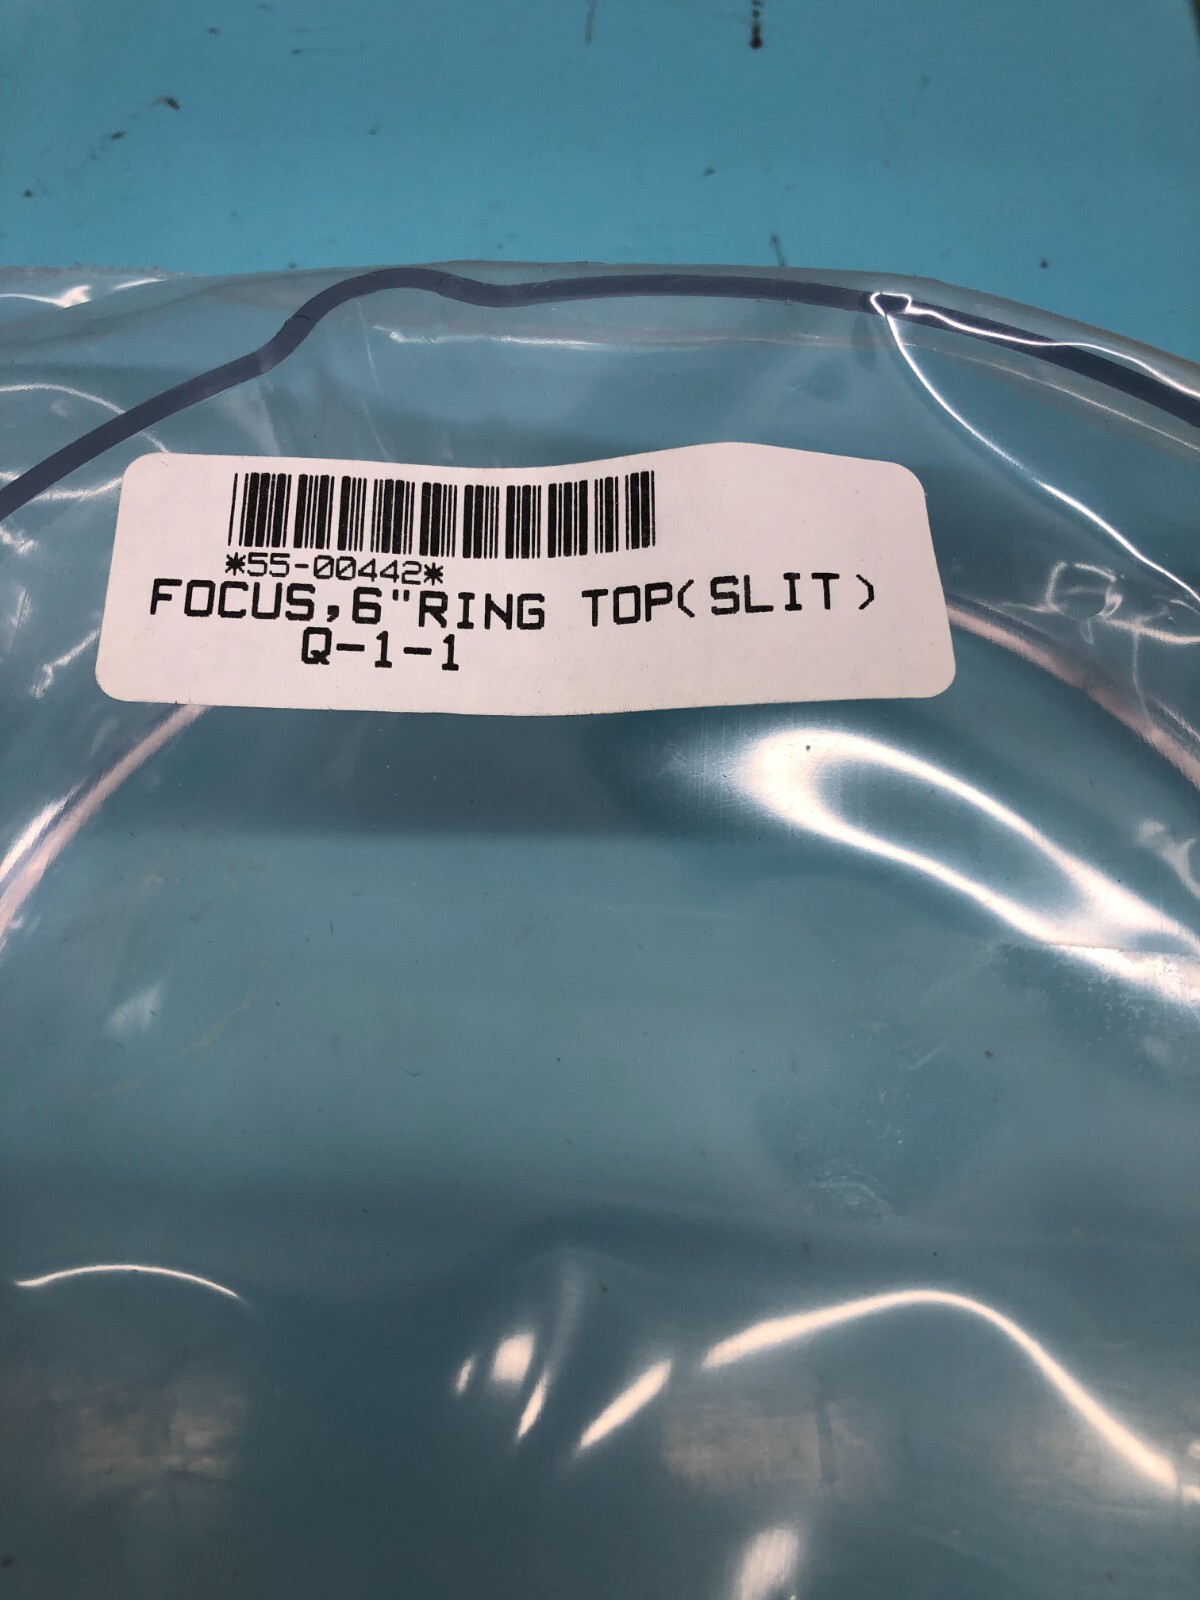 *55-00442*
FOCUS,6"RING TOP(SLIT)
Q-1-1